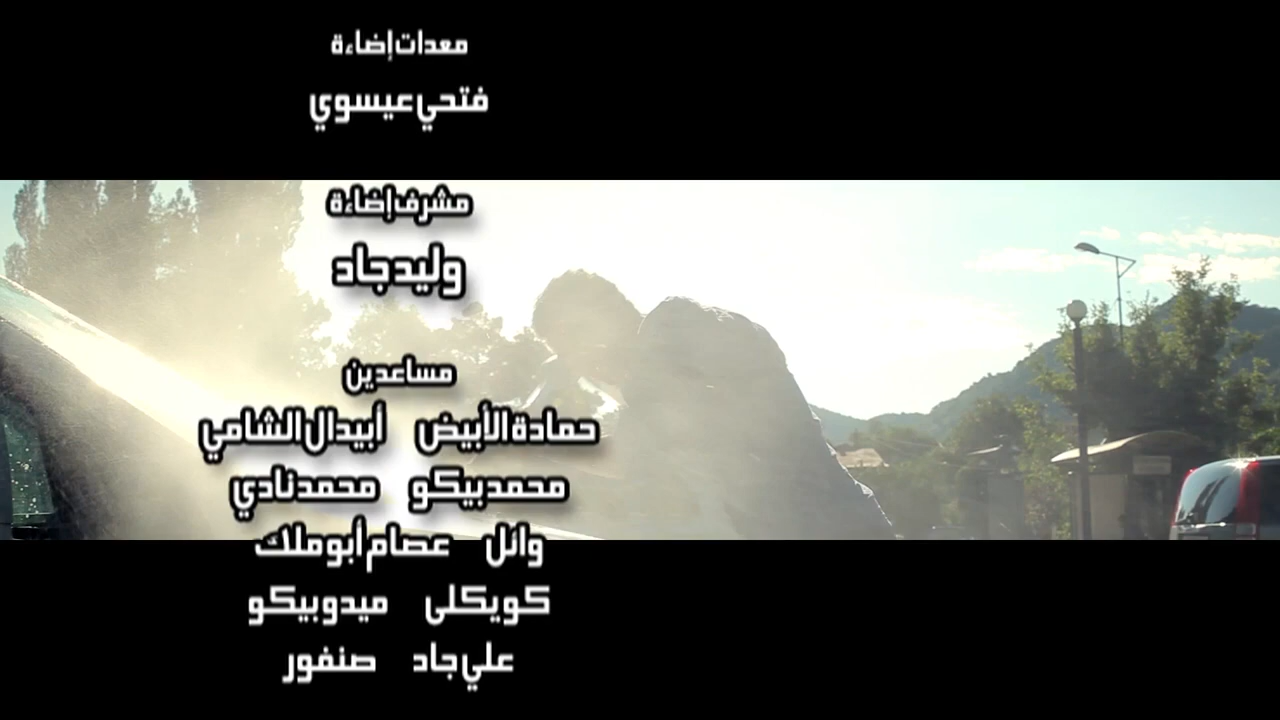 معدات إضاءة
فتحي عيسوي
مشرف إضاءة
وليد جاد
مساعدين
حمادة الأبيض أبيدال الشامي
محمد بيكو محمد نادي
وائل عصام أبو ملك
كويكلى ميدو بيكو
علي جاد صنفور